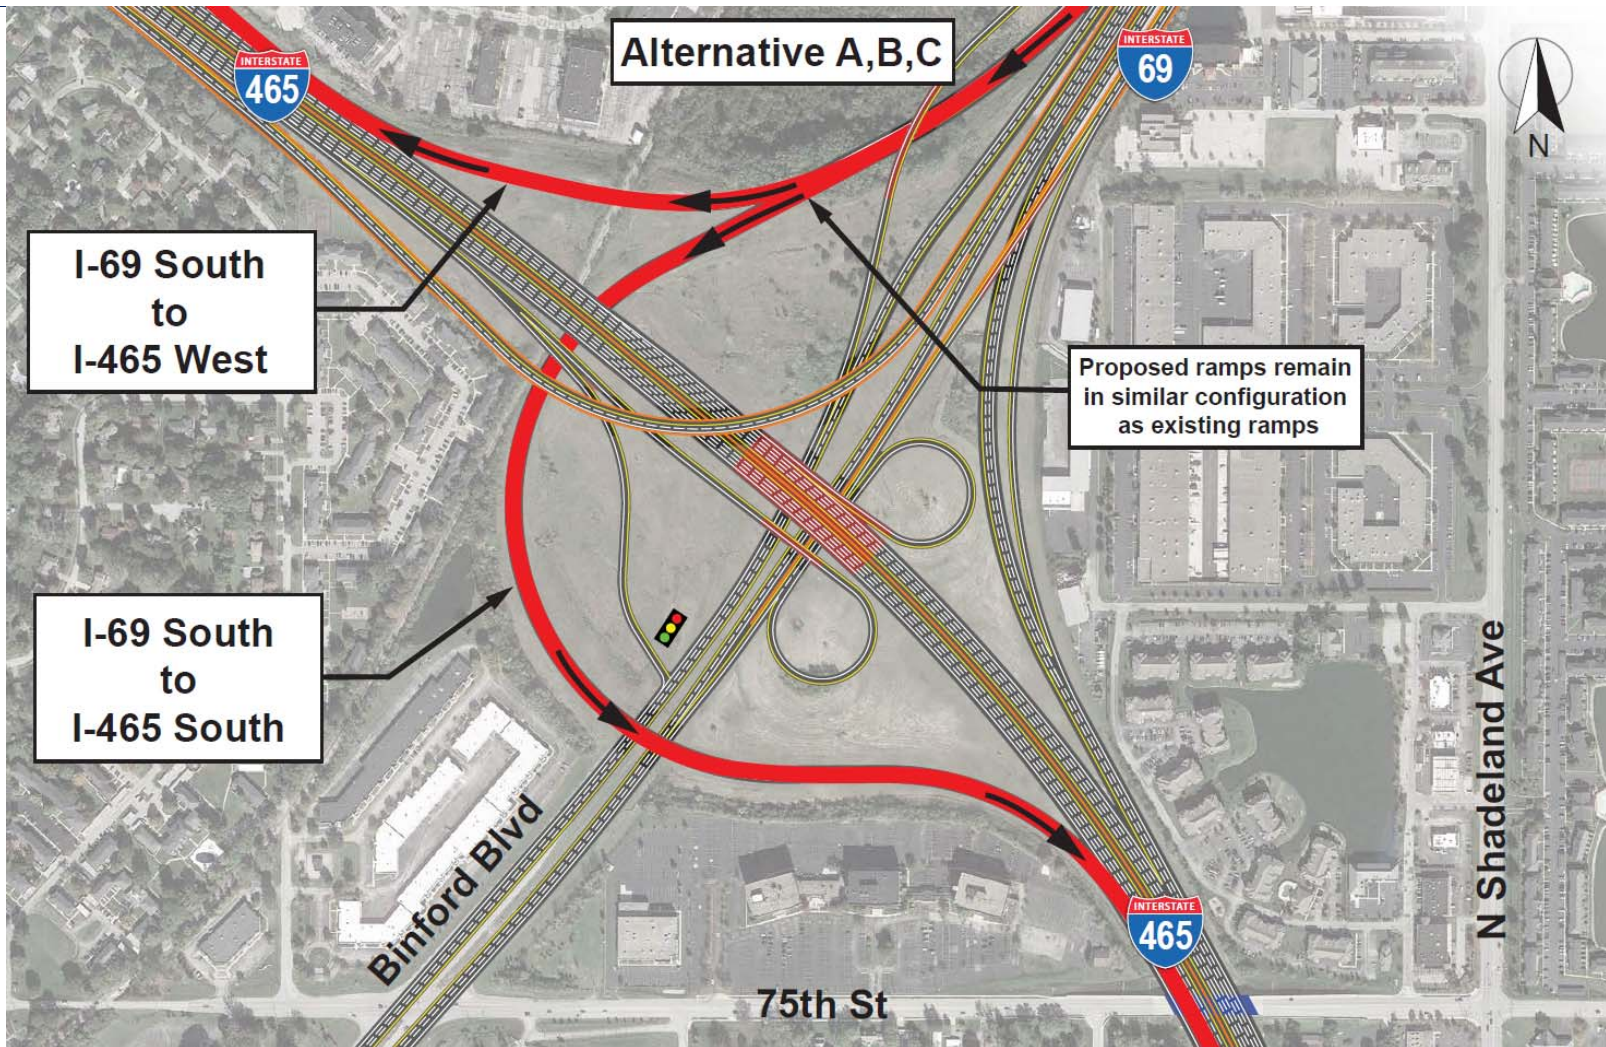 Alternative A,B,C
INTERSTATE
465
INTERSTATE
69
N
I-69 South
to
I-465 West
Proposed ramps remain
in similar configuration
as existing ramps
I-69 South
to
I-465 South
Binford Blvd
N Shadeland Ave
INTERSTATE
465
75th St